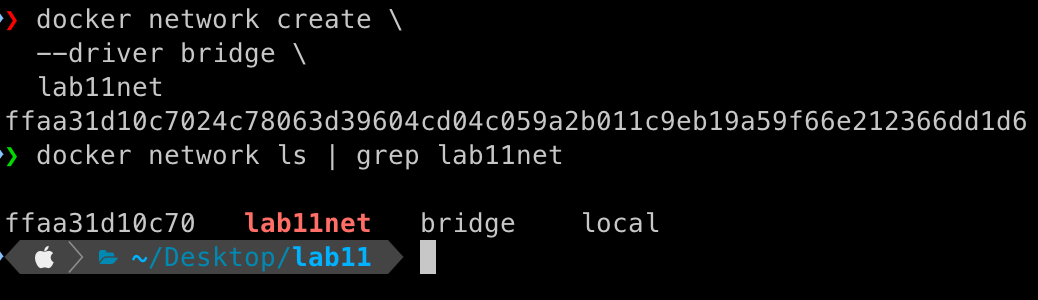 ❯ docker network create \
--driver bridge \
lab11net
ffaa31d10c7024c78063d39604cd04c059a2b011c9eb19a59f66e212366dd1d6
❯ docker network ls | grep lab11net
ffaa31d10c70 lab11net bridge local
~/Desktop/lab11